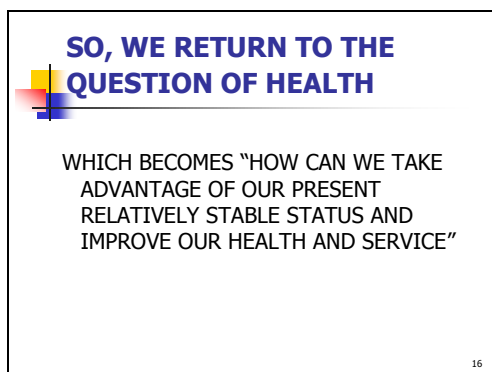 SO, WE RETURN TO THE
QUESTION OF HEALTH
WHICH BECOMES “HOW CAN WE TAKE
ADVANTAGE OF OUR PRESENT
RELATIVELY STABLE STATUS AND
IMPROVE OUR HEALTH AND SERVICE”
16